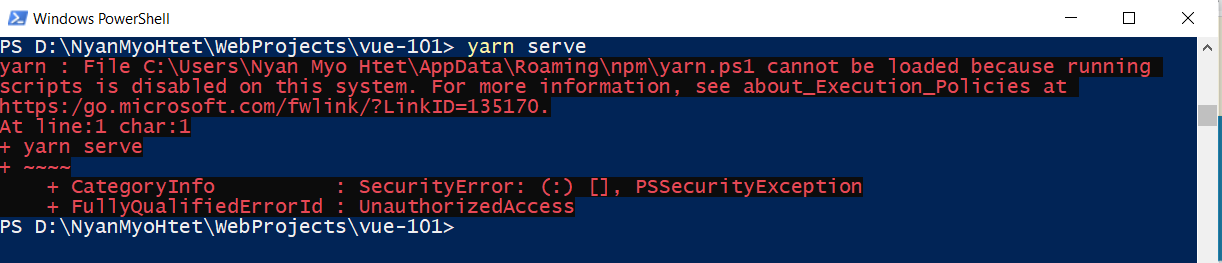 Windows PowerShell
PS D:\NyanMyoHtet\WebProjects\vue-101> yarn serve
yarn : File C:\Users\Nyan Myo Htet\AppData\Roaming\npm\yarn.ps1 cannot be loaded because running
scripts is disabled on this system. For more information, see about_Execution_Policies at
https:/go.microsoft.com/fwlink/?LinkID=135170.
At line:1 char:1
+ yarn serve
+ ~~~~
    + CategoryInfo          : SecurityError: (:) [], PSSecurityException
    + FullyQualifiedErrorId : UnauthorizedAccess
PS D:\NyanMyoHtet\WebProjects\vue-101>